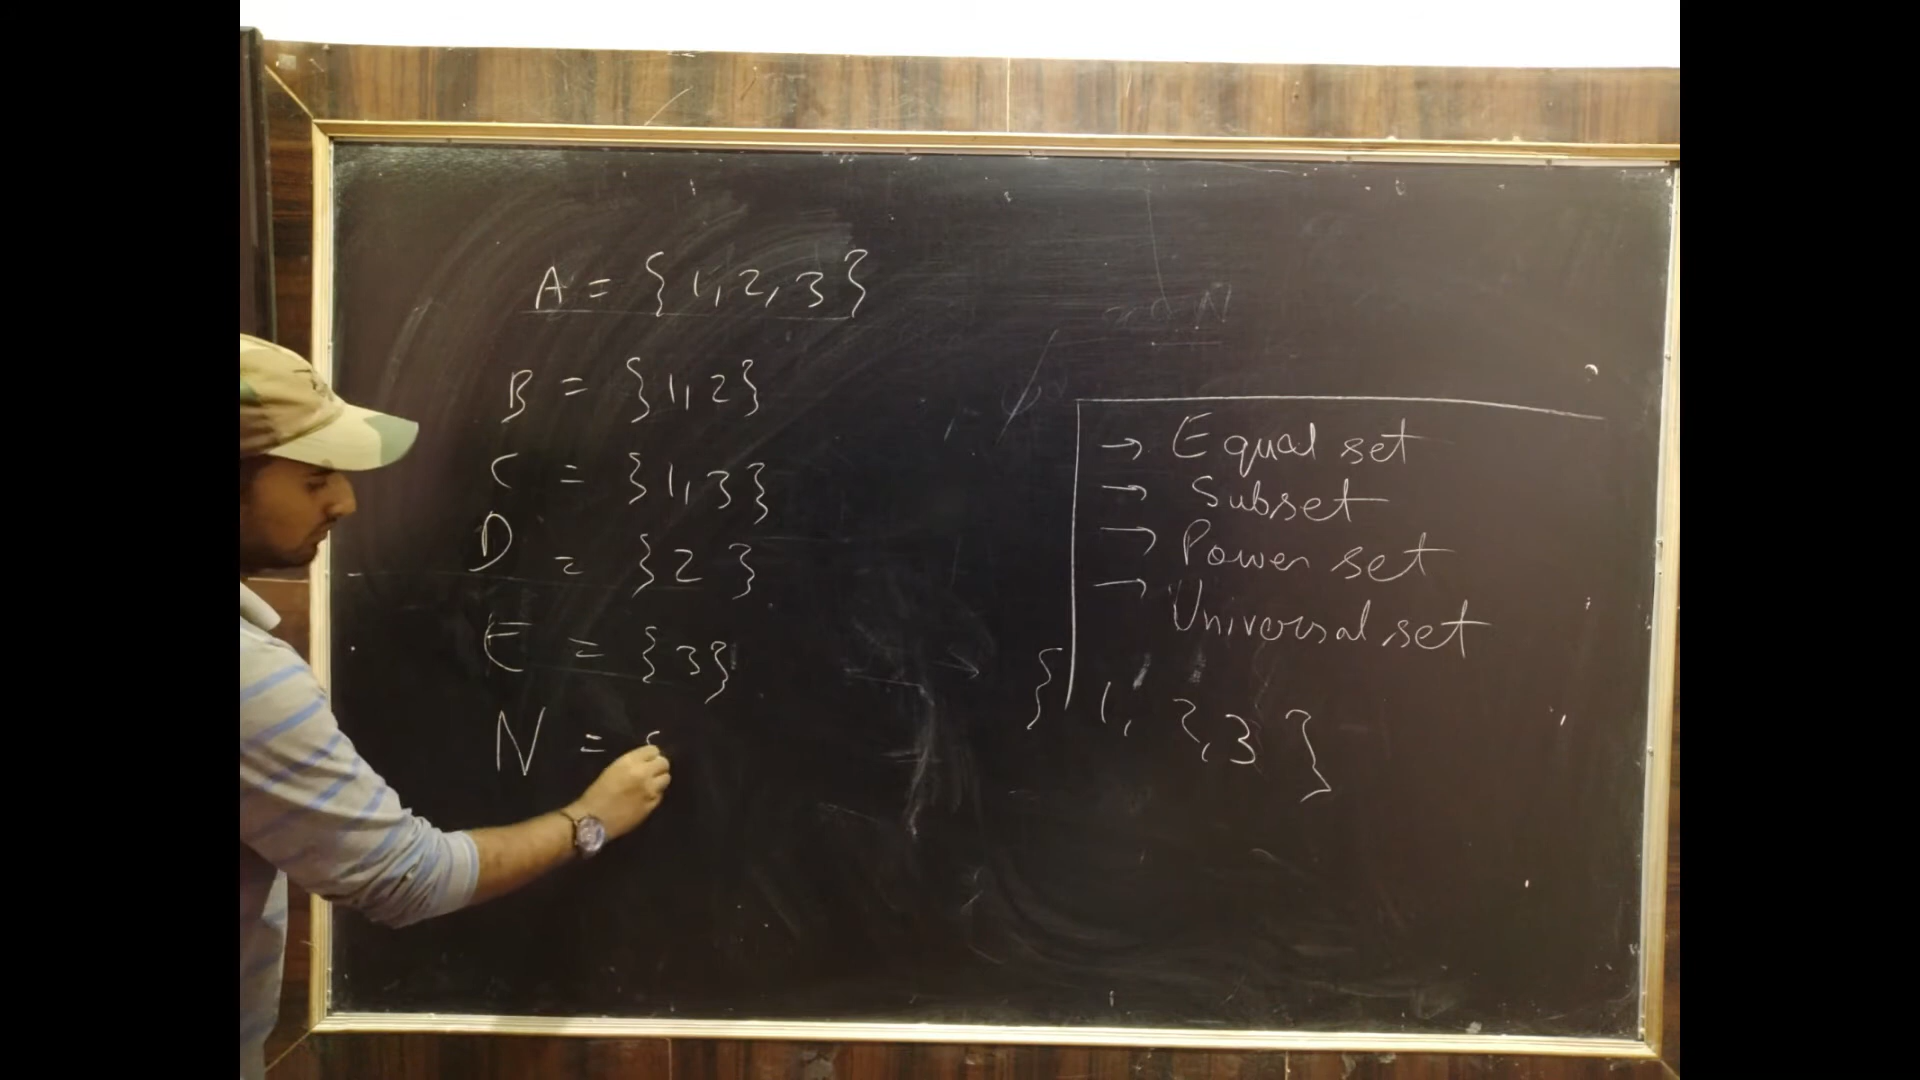 A = {1,2,3}
B = {1,2}
C = {1,3}
D = {2}
E = {3}
N = {
→ Equal set
→ Subset
→ Power set
→ Universal set
{1, 2,3}